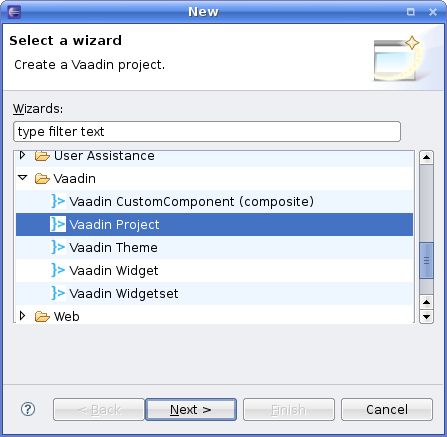 New
Select a wizard
Create a Vaadin project.
Wizards:
type filter text
User Assistance
Vaadin
Vaadin CustomComponent (composite)
Vaadin Project
Vaadin Theme
Vaadin Widget
Vaadin Widgetset
Web
? < Back Next > Finish Cancel